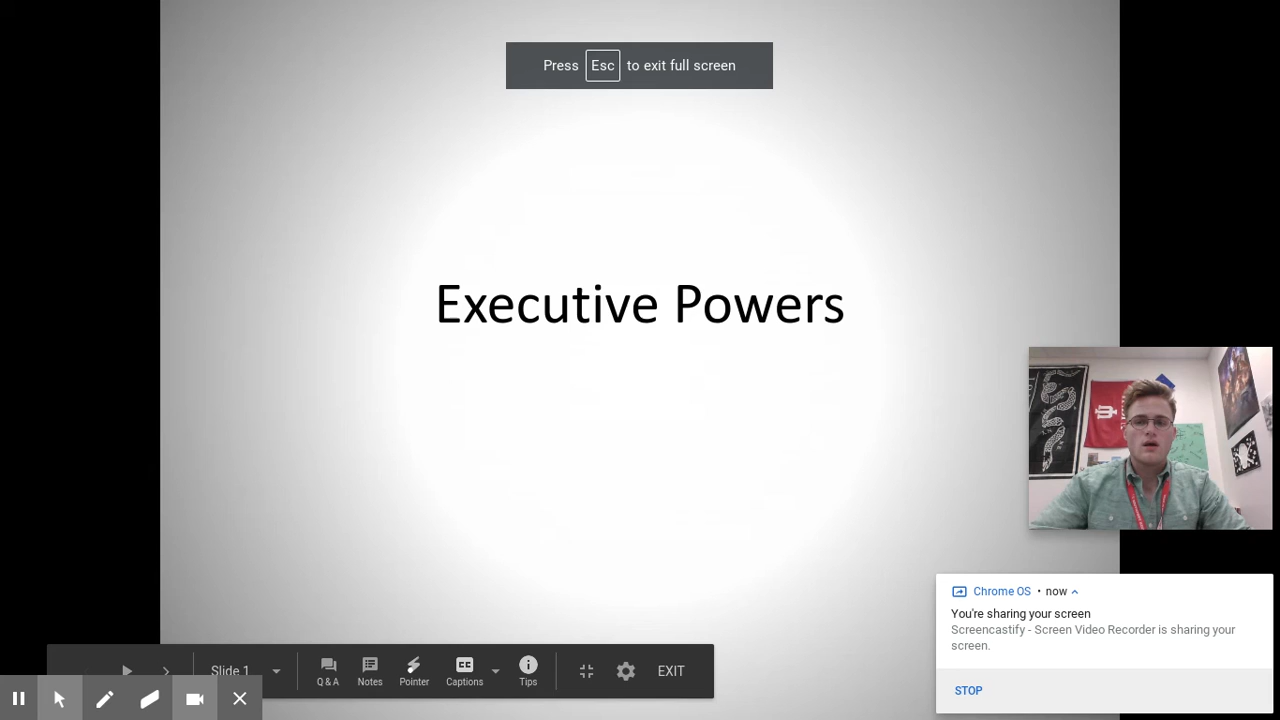 Press Esc to exit full screen
Executive Powers
Chrome OS • now
You're sharing your screen
Screencastify - Screen Video Recorder is sharing your
screen.
STOP
Slide 1
Q & A
Notes
Pointer
CC
Captions
Tips
EXIT